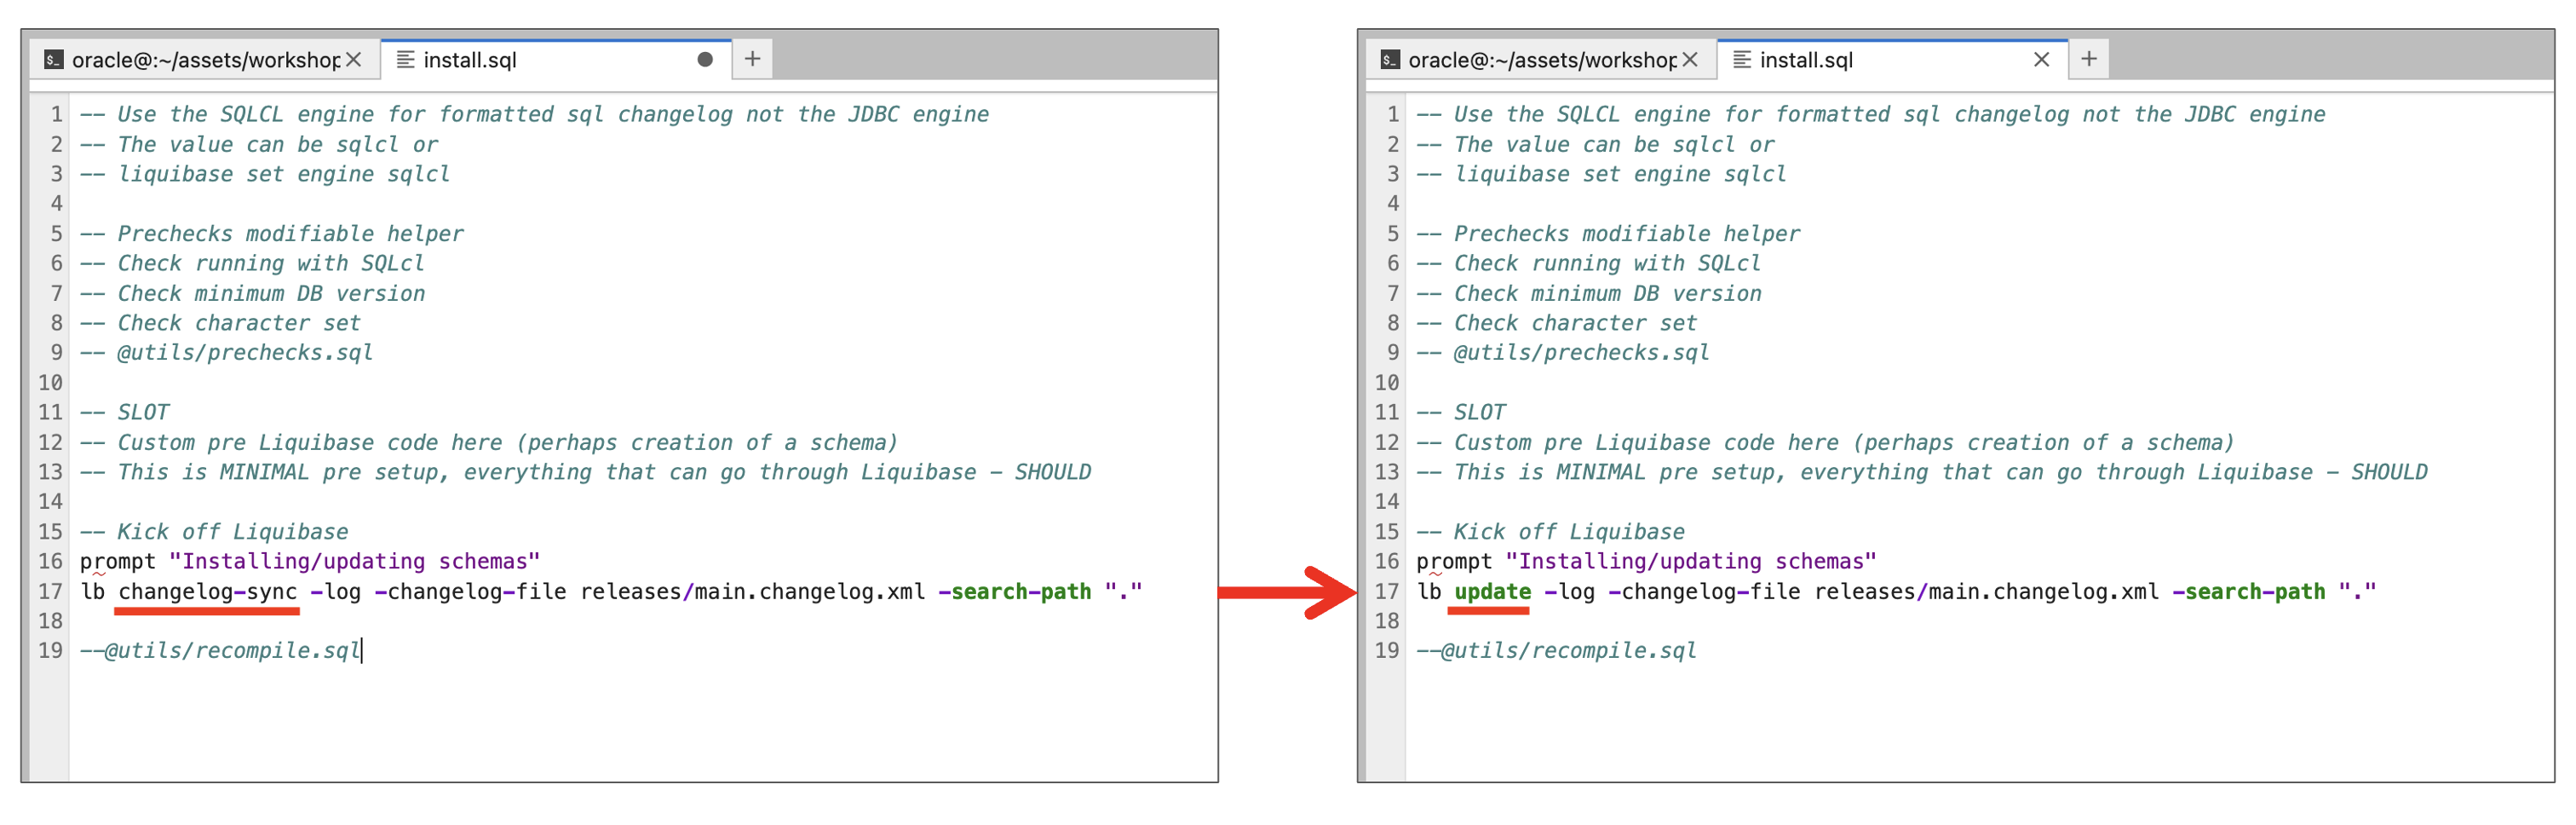 oracle@:~/assets/workshop install.sql
1 -- Use the SQLCL engine for formatted sql changelog not the JDBC engine
2 -- The value can be sqlcl or
3 -- liquibase set engine sqlcl
4
5 -- Prechecks modifiable helper
6 -- Check running with SQLcl
7 -- Check minimum DB version
8 -- Check character set
9 -- @utils/prechecks.sql
10
11 -- SLOT
12 -- Custom pre Liquibase code here (perhaps creation of a schema)
13 -- This is MINIMAL pre setup, everything that can go through Liquibase - SHOULD
14
15 -- Kick off Liquibase
16 prompt "Installing/updating schemas"
17 lb changelog-sync -log -changelog-file releases/main.changelog.xml -search-path "."
18
19 --@utils/recompile.sql
oracle@:~/assets/workshop install.sql
1 -- Use the SQLCL engine for formatted sql changelog not the JDBC engine
2 -- The value can be sqlcl or
3 -- liquibase set engine sqlcl
4
5 -- Prechecks modifiable helper
6 -- Check running with SQLcl
7 -- Check minimum DB version
8 -- Check character set
9 -- @utils/prechecks.sql
10
11 -- SLOT
12 -- Custom pre Liquibase code here (perhaps creation of a schema)
13 -- This is MINIMAL pre setup, everything that can go through Liquibase - SHOULD
14
15 -- Kick off Liquibase
16 prompt "Installing/updating schemas"
17 lb update -log -changelog-file releases/main.changelog.xml -search-path "."
18
19 --@utils/recompile.sql